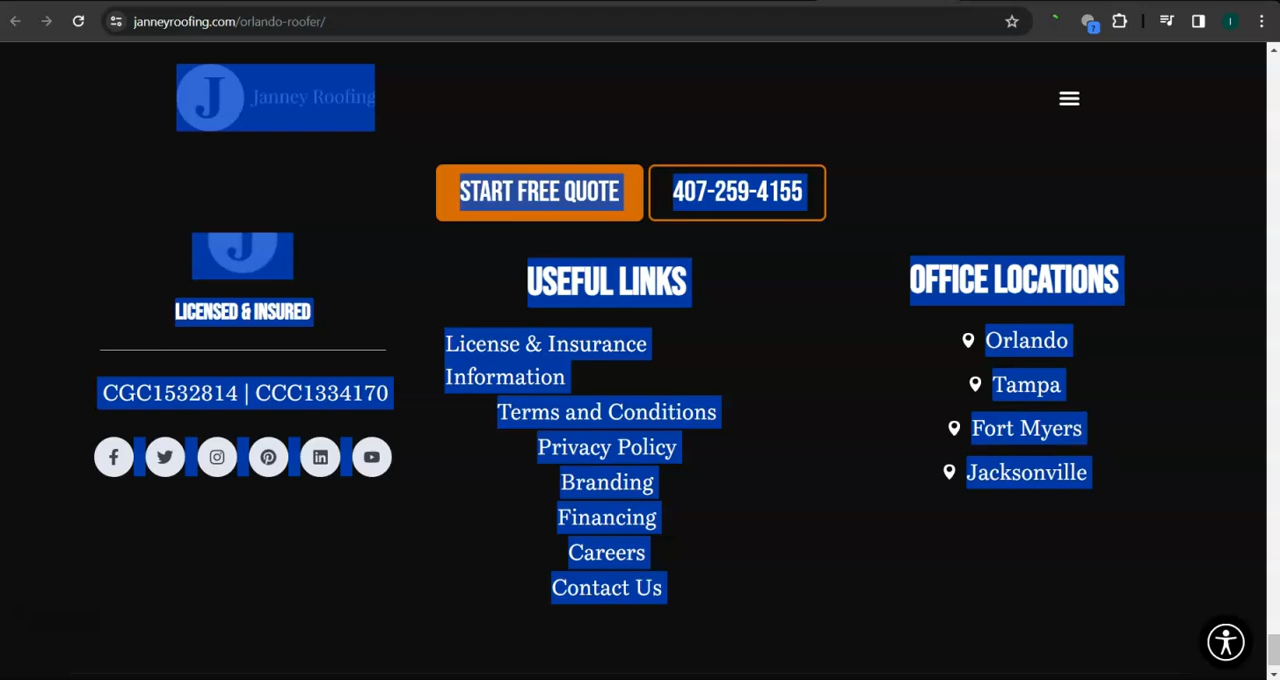 janneyroofing.com/orlando-roofer/
7
I
J Janney Roofing
START FREE QUOTE
407-259-4155
J
LICENSED & INSURED
CGC1532814 | CCC1334170
USEFUL LINKS
License & Insurance
Information
Terms and Conditions
Privacy Policy
Branding
Financing
Careers
Contact Us
OFFICE LOCATIONS
Orlando
Tampa
Fort Myers
Jacksonville